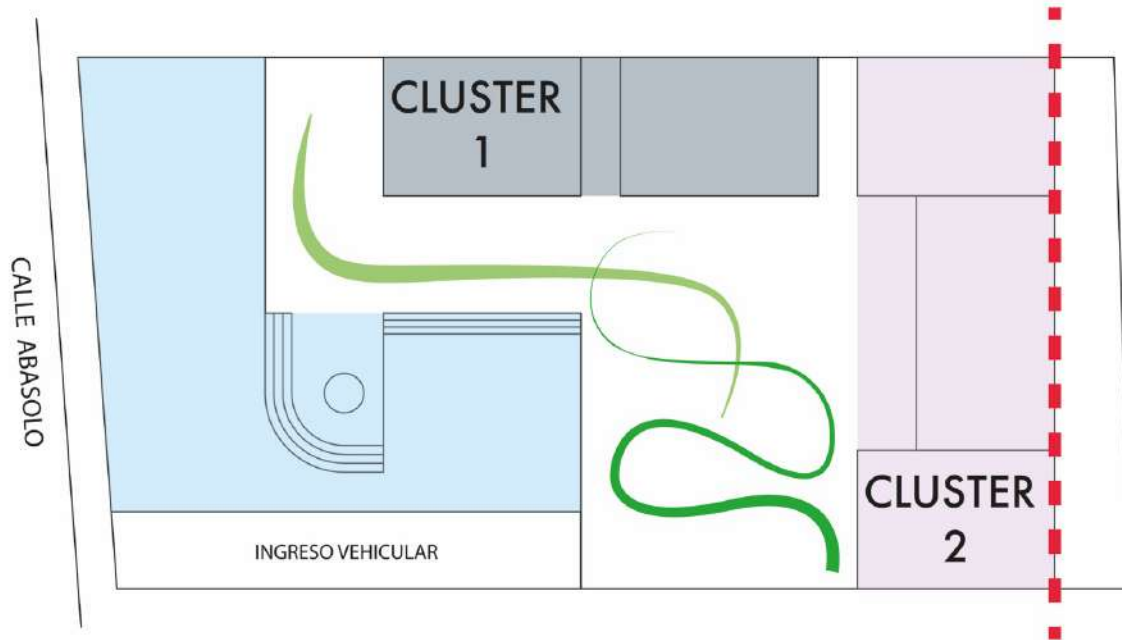 CLUSTER
1
CALLE ABASOLO
CLUSTER
2
INGRESO VEHICULAR